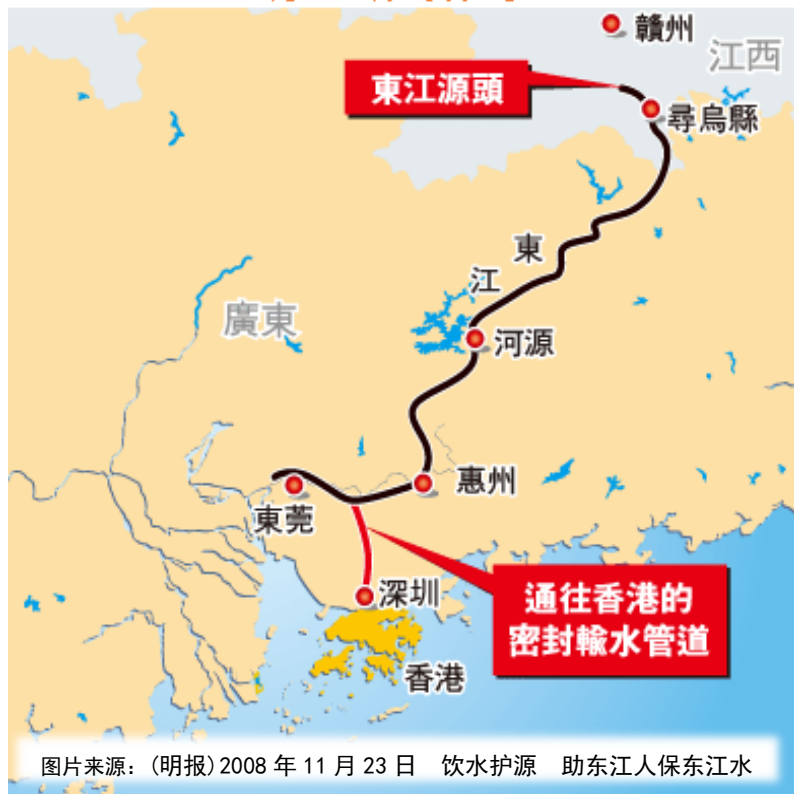 贛州
江西
東江源頭
尋烏縣
東
江
廣東
河源
惠州
東莞
深圳
通往香港的
密封輸水管道
香港
图片来源：(明报)2008 年 11 月 23 日 饮水护源 助东江人保东江水